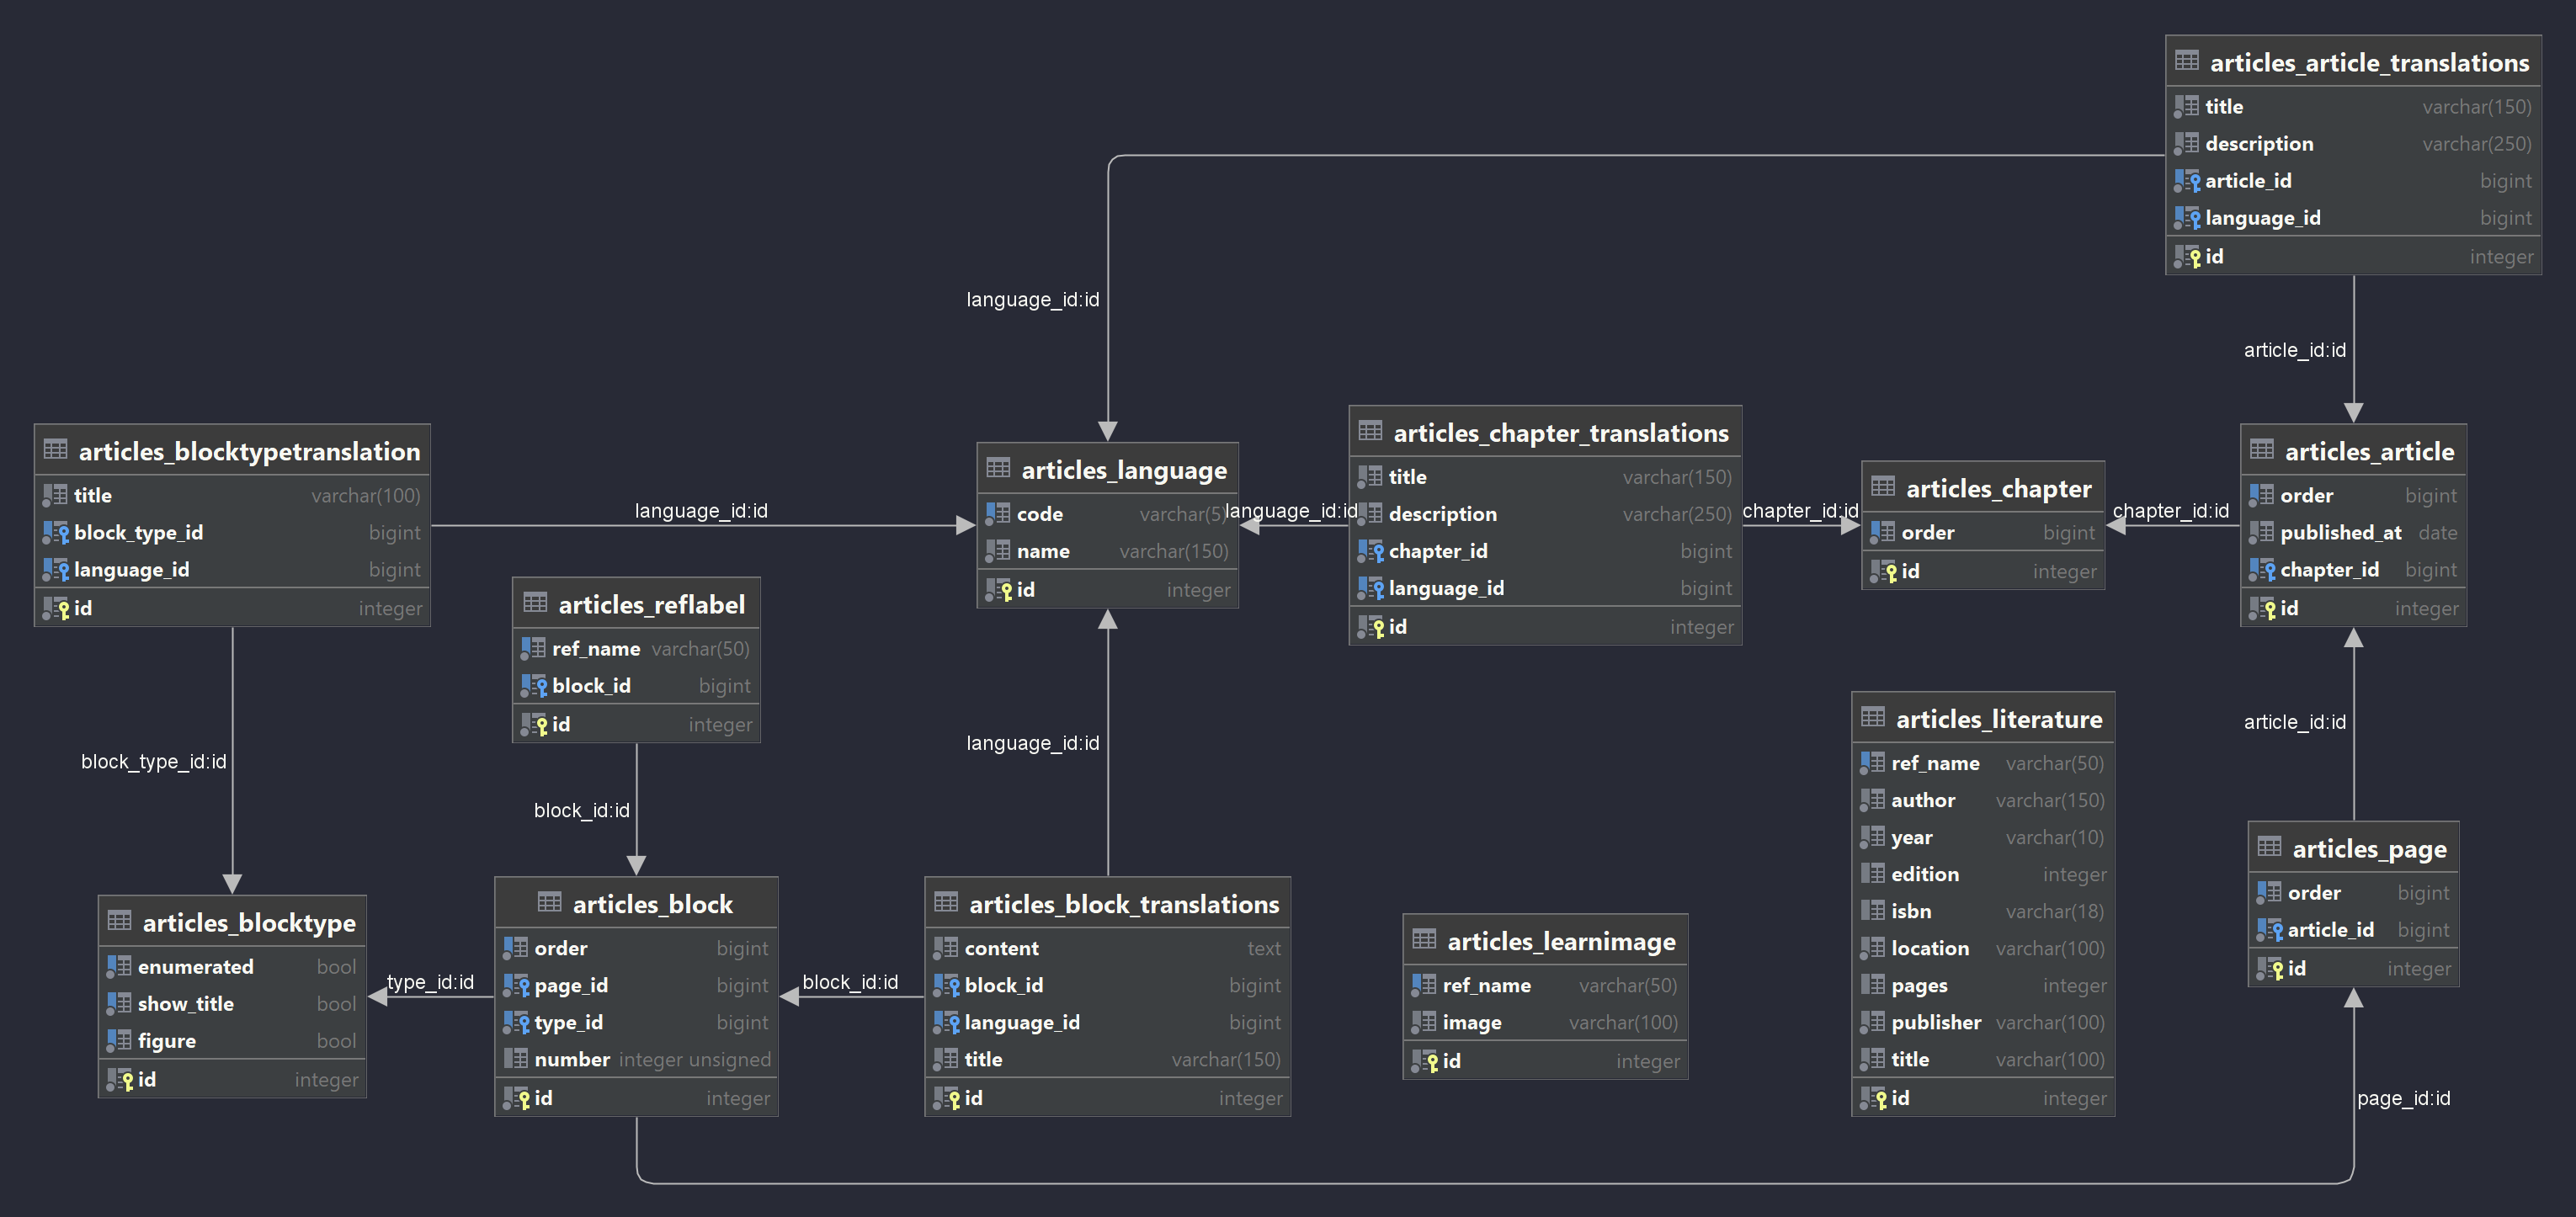 articles_article_translations
title varchar(150)
description varchar(250)
article_id bigint
language_id bigint
id integer
language_id:id
article_id:id
articles_blocktypetranslation
title varchar(100)
block_type_id bigint
language_id bigint
id integer
language_id:id
articles_language
code varchar(5)
name varchar(150)
id integer
language_id:id
articles_chapter_translations
title varchar(150)
description varchar(250)
chapter_id bigint
language_id bigint
id integer
chapter_id:id
articles_chapter
order bigint
id integer
chapter_id:id
articles_article
order bigint
published_at date
chapter_id bigint
id integer
articles_reflabel
ref_name varchar(50)
block_id bigint
id integer
block_type_id:id
block_id:id
language_id:id
article_id:id
articles_blocktype
enumerated bool
show_title bool
figure bool
id integer
type_id:id
articles_block
order bigint
page_id bigint
type_id bigint
number integer unsigned
id integer
block_id:id
articles_block_translations
content text
block_id bigint
language_id bigint
title varchar(150)
id integer
articles_learnimage
ref_name varchar(50)
image varchar(100)
id integer
articles_literature
ref_name varchar(50)
author varchar(150)
year varchar(10)
edition integer
isbn varchar(18)
location varchar(100)
pages integer
publisher varchar(100)
title varchar(100)
id integer
articles_page
order bigint
article_id bigint
id integer
page_id:id